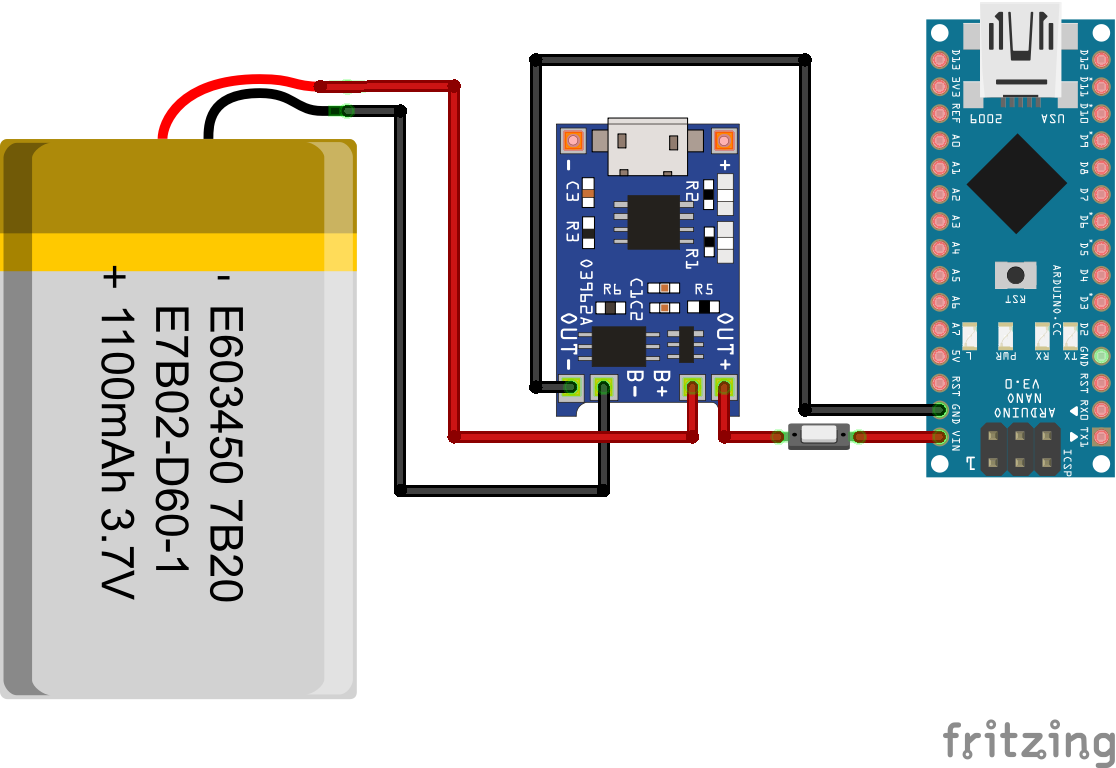 + 1100mAh 3.7V
E7B02-D60-1
- E603450 7B20
-
+
C3
R3
R2
R1
03962A
R6
C1
C2
R5
OUT-
B-
B+
OUT+
D13
3V3
REF
A0
A1
A2
A3
A4
A5
A6
A7
5V
RST
GND
VIN
6002
USA
D12
D11
D10
D9
D8
D7
D6
D5
D4
D3
D2
GND
RST
RX0
TX1
RST
ARDUINO.CC
L
PWR
RX
TX
ARDUINO
NANO
V3.0
1
ICSP
fritzing